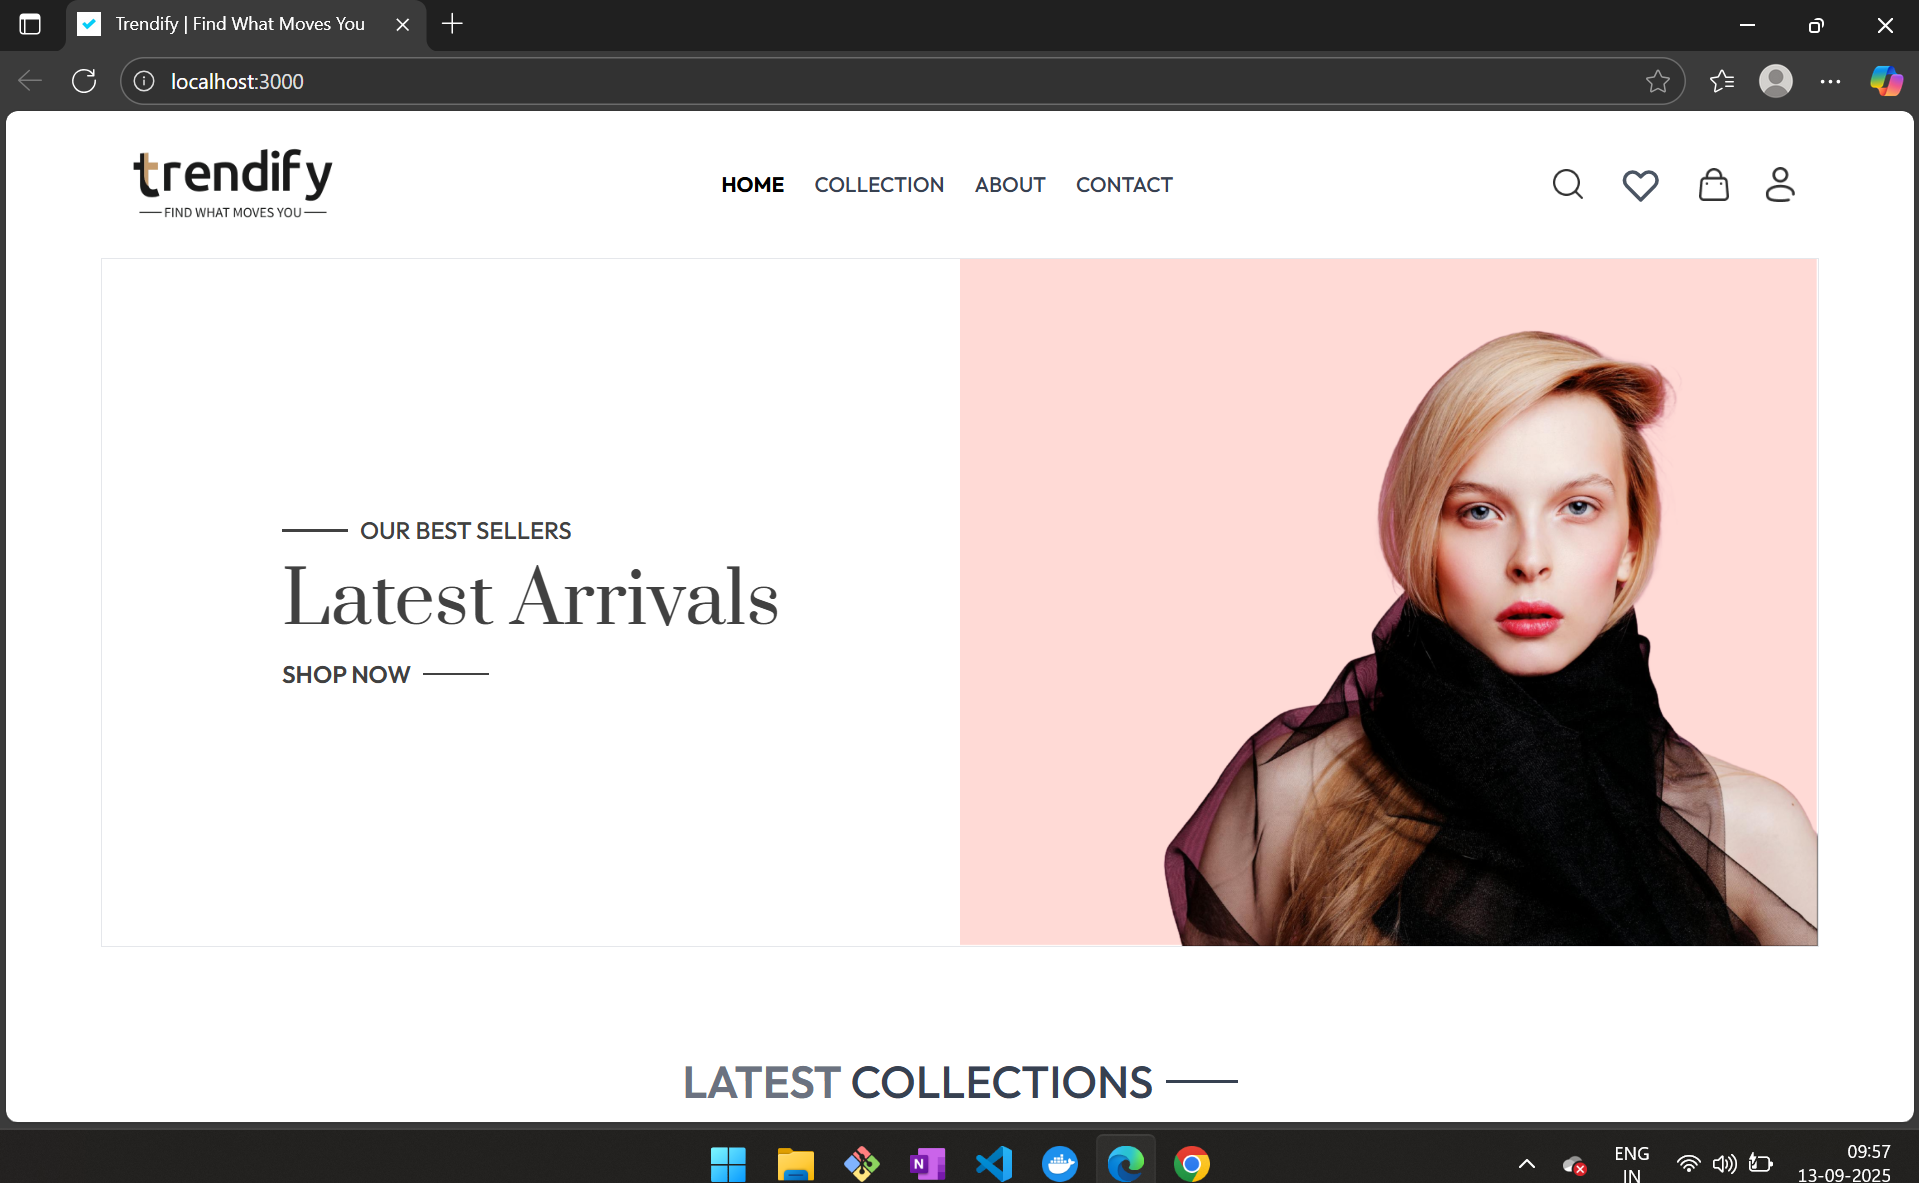 Trendify | Find What Moves You
localhost:3000
trendify
FIND WHAT MOVES YOU
HOME COLLECTION ABOUT CONTACT
OUR BEST SELLERS
Latest Arrivals
SHOP NOW
LATEST COLLECTIONS
N
ENG
IN
09:57
13-09-2025